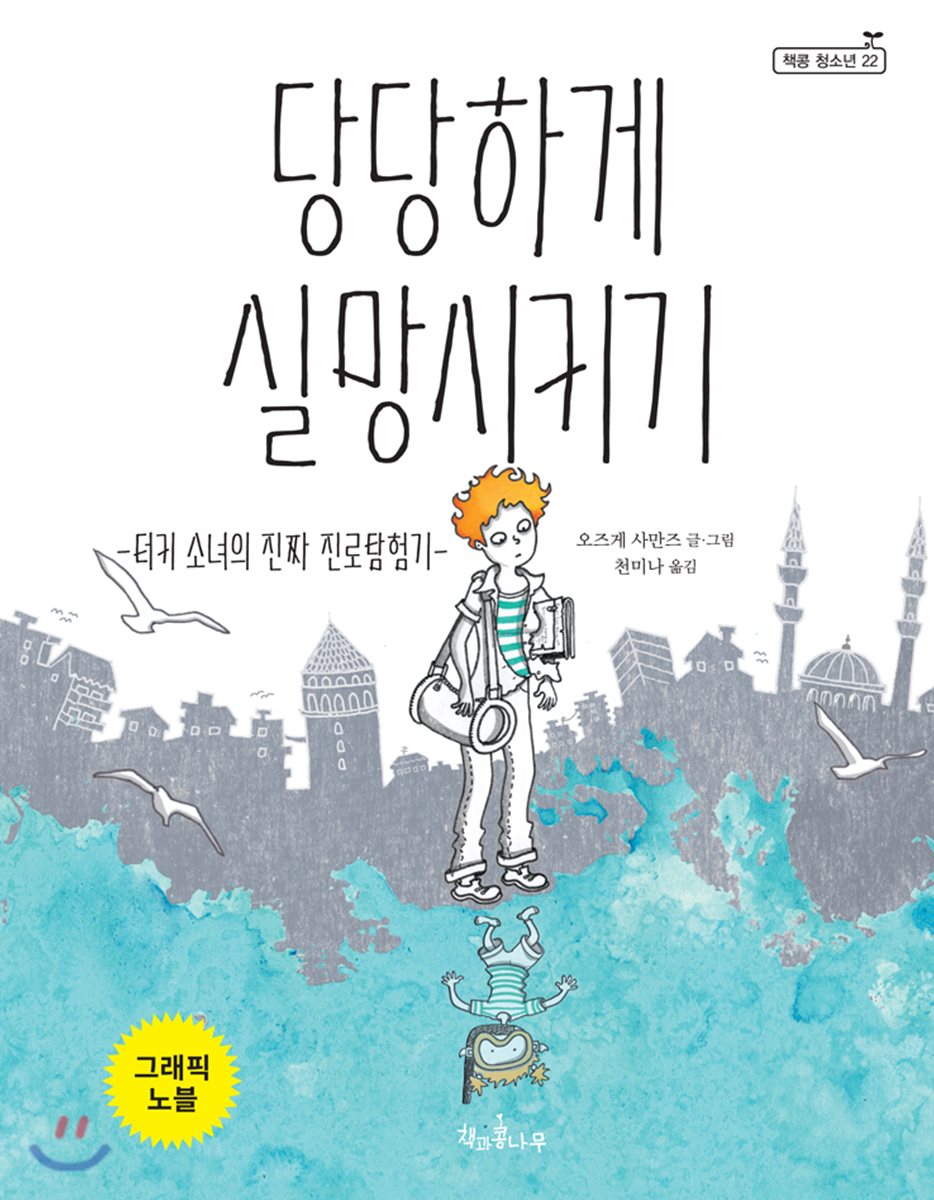 책콩 청소년 22
당당하게
실망시키기
-터키 소녀의 진짜 진로탐험기-
오즈게 사만즈 글·그림
천미나 옮김
그래픽
노블
책과콩나무